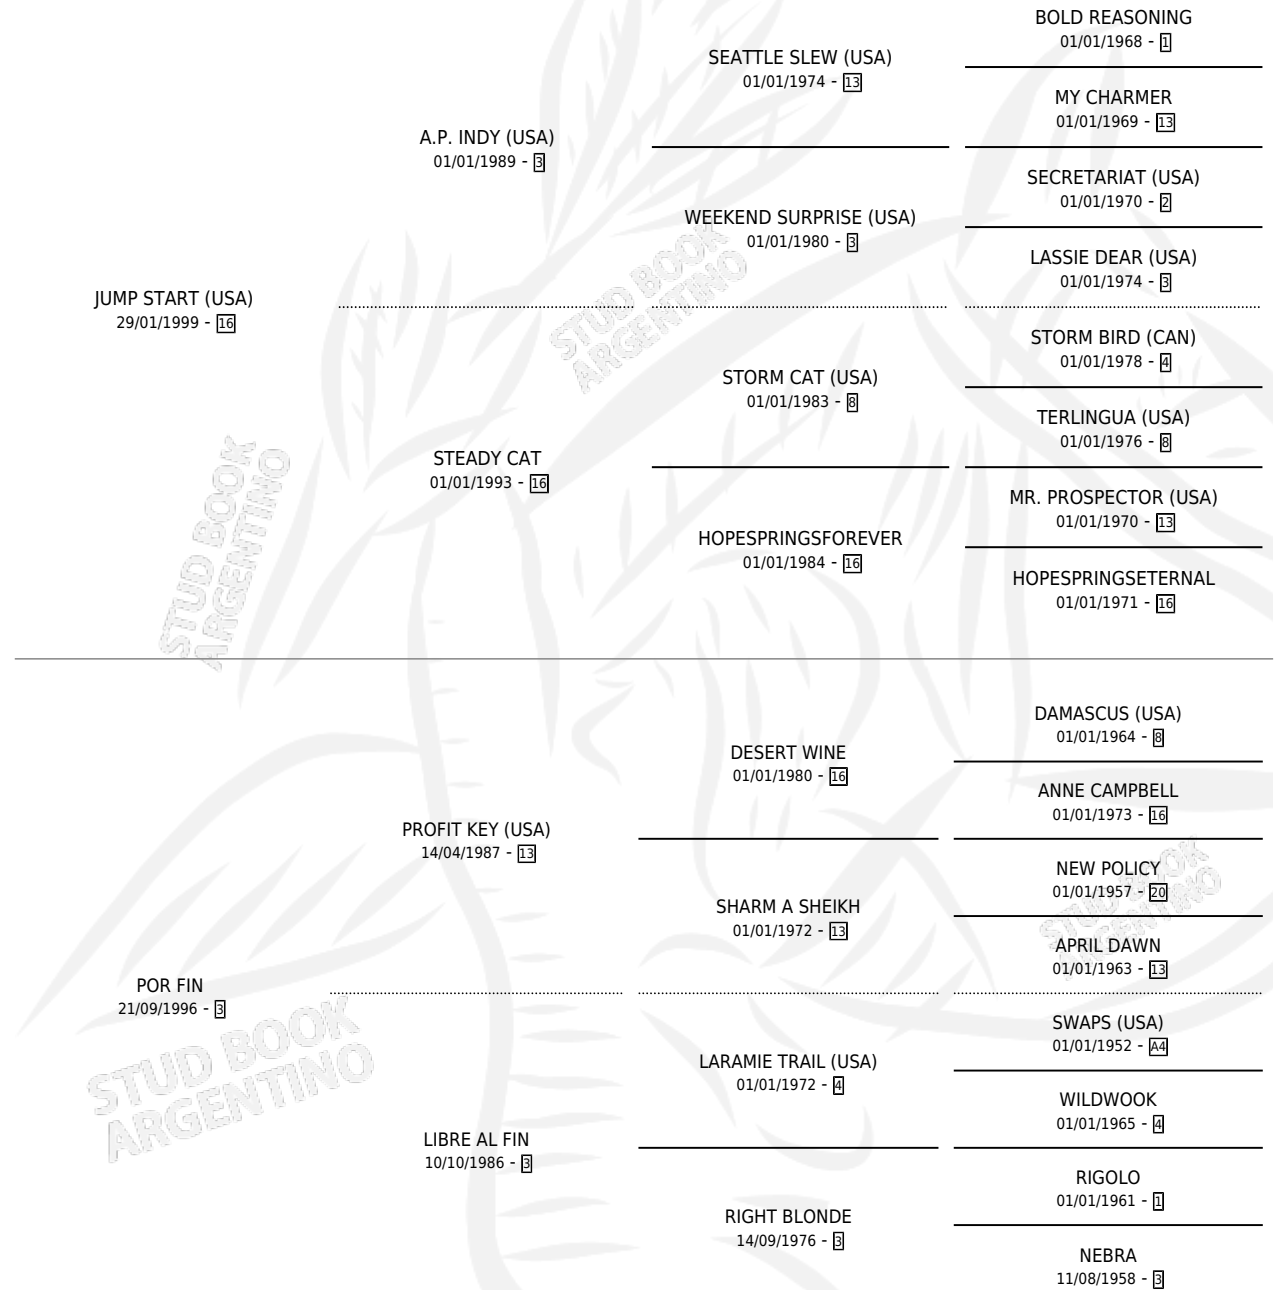 BOLD REASONING
01/01/1968 - 1
SEATTLE SLEW (USA)
01/01/1974 - 13
MY CHARMER
01/01/1969 - 13
A.P. INDY (USA)
01/01/1989 - 3
SECRETARIAT (USA)
01/01/1970 - 2
WEEKEND SURPRISE (USA)
01/01/1980 - 3
LASSIE DEAR (USA)
01/01/1974 - 3
JUMP START (USA)
29/01/1999 - 16
STUD BOOK
ARGENTINO
STORM BIRD (CAN)
01/01/1978 - 4
STORM CAT (USA)
01/01/1983 - 8
TERLINGUA (USA)
01/01/1976 - 8
STEADY CAT
01/01/1993 - 16
MR. PROSPECTOR (USA)
01/01/1970 - 13
HOPESPRINGSFOREVER
01/01/1984 - 16
HOPESPRINGSETERNAL
01/01/1971 - 16
STUD BOOK
ARGENTINO
DAMASCUS (USA)
01/01/1964 - 8
DESERT WINE
01/01/1980 - 16
ANNE CAMPBELL
01/01/1973 - 16
PROFIT KEY (USA)
14/04/1987 - 13
NEW POLICY
01/01/1957 - 20
SHARM A SHEIKH
01/01/1972 - 13
APRIL DAWN
01/01/1963 - 13
STUD BOOK
ARGENTINO
POR FIN
21/09/1996 - 3
SWAPS (USA)
01/01/1952 - A4
LARAMIE TRAIL (USA)
01/01/1972 - 4
WILDWOOK
01/01/1965 - 4
STUD BOOK
ARGENTINO
LIBRE AL FIN
10/10/1986 - 3
RIGOLO
01/01/1961 - 1
RIGHT BLONDE
14/09/1976 - 3
NEBRA
11/08/1958 - 3